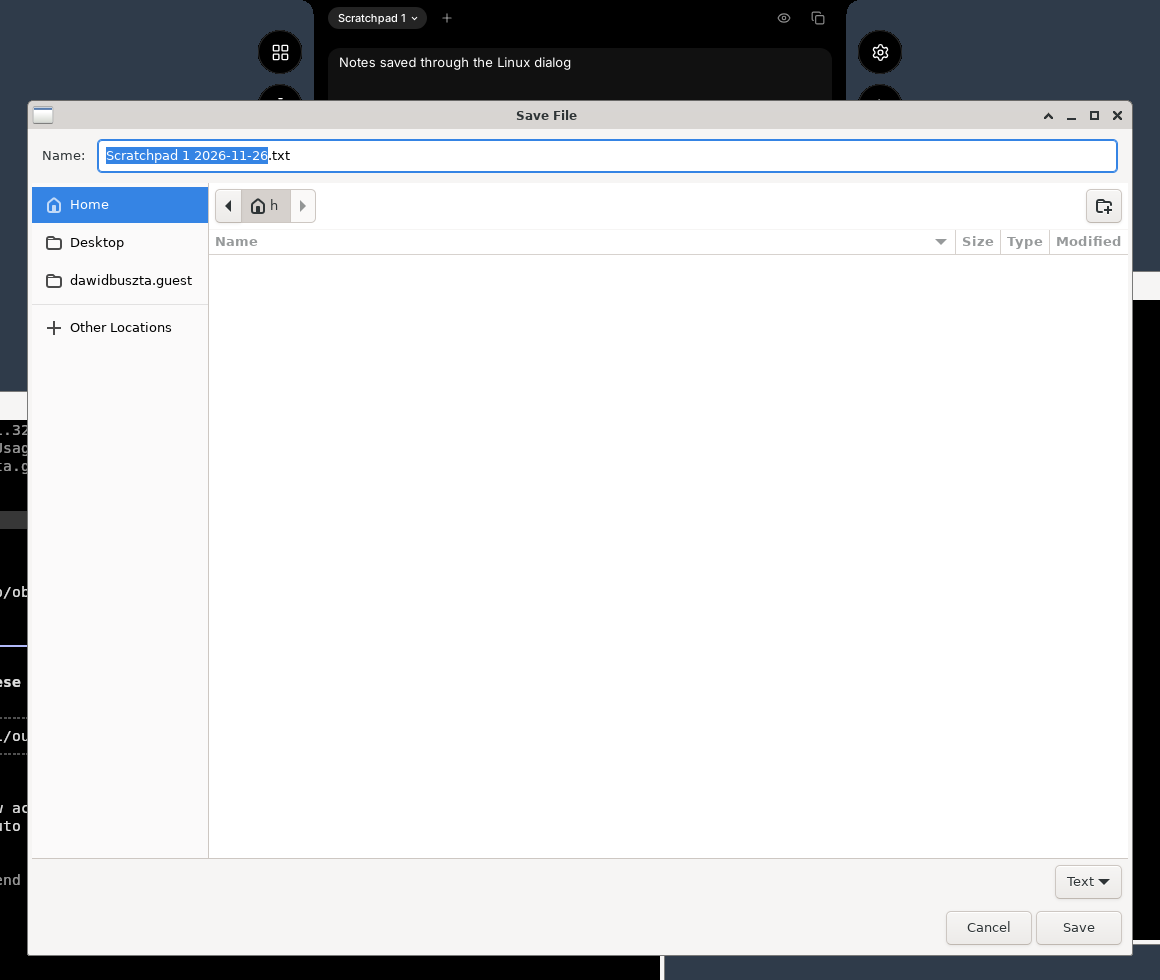 Scratchpad 1
Notes saved through the Linux dialog
Save File
Name:
Scratchpad 1 2026-11-26.txt
Home
Desktop
dawidbuszta.guest
Other Locations
h
Name
Size
Type
Modified
Text
Cancel
Save